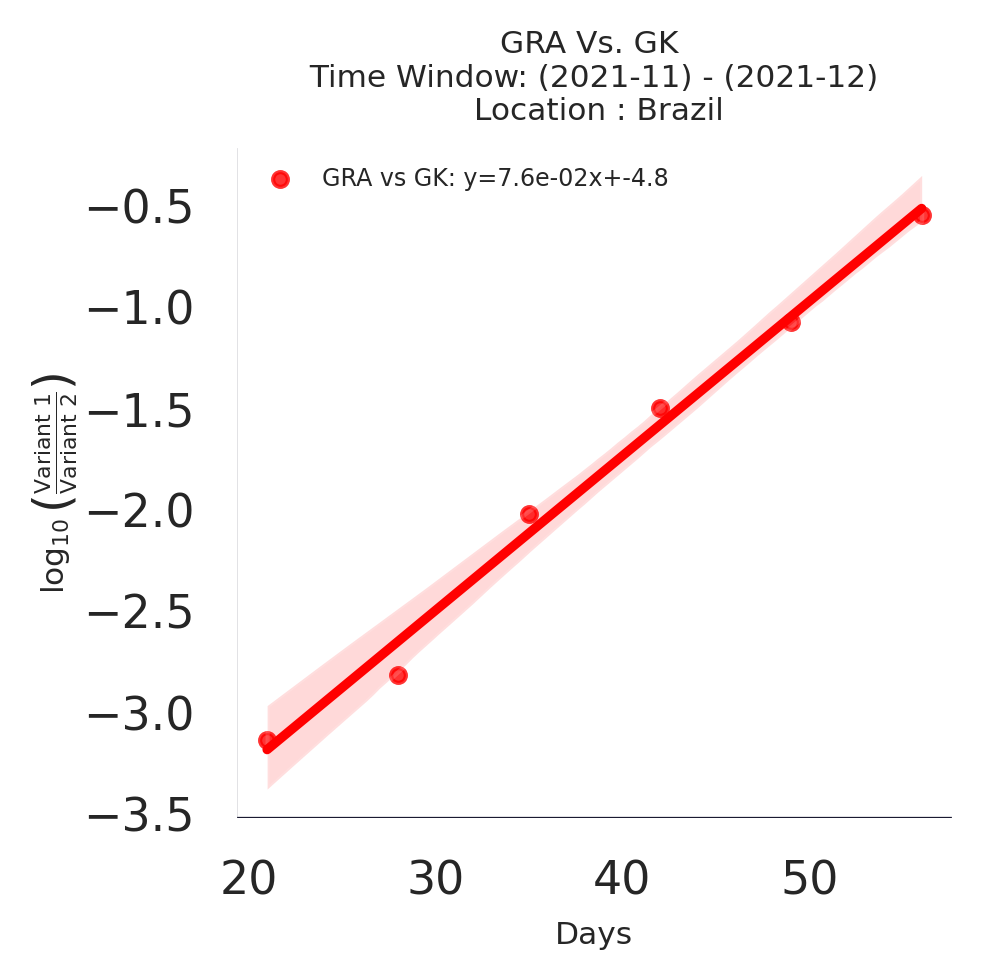 GRA Vs. GK
Time Window: (2021-11) - (2021-12)
Location : Brazil
GRA vs GK: y=7.6e-02x+-4.8
−0.5
−1.0
−1.5
−2.0
−2.5
−3.0
−3.5
log10 (Variant 1 / Variant 2)
20 30 40 50
Days